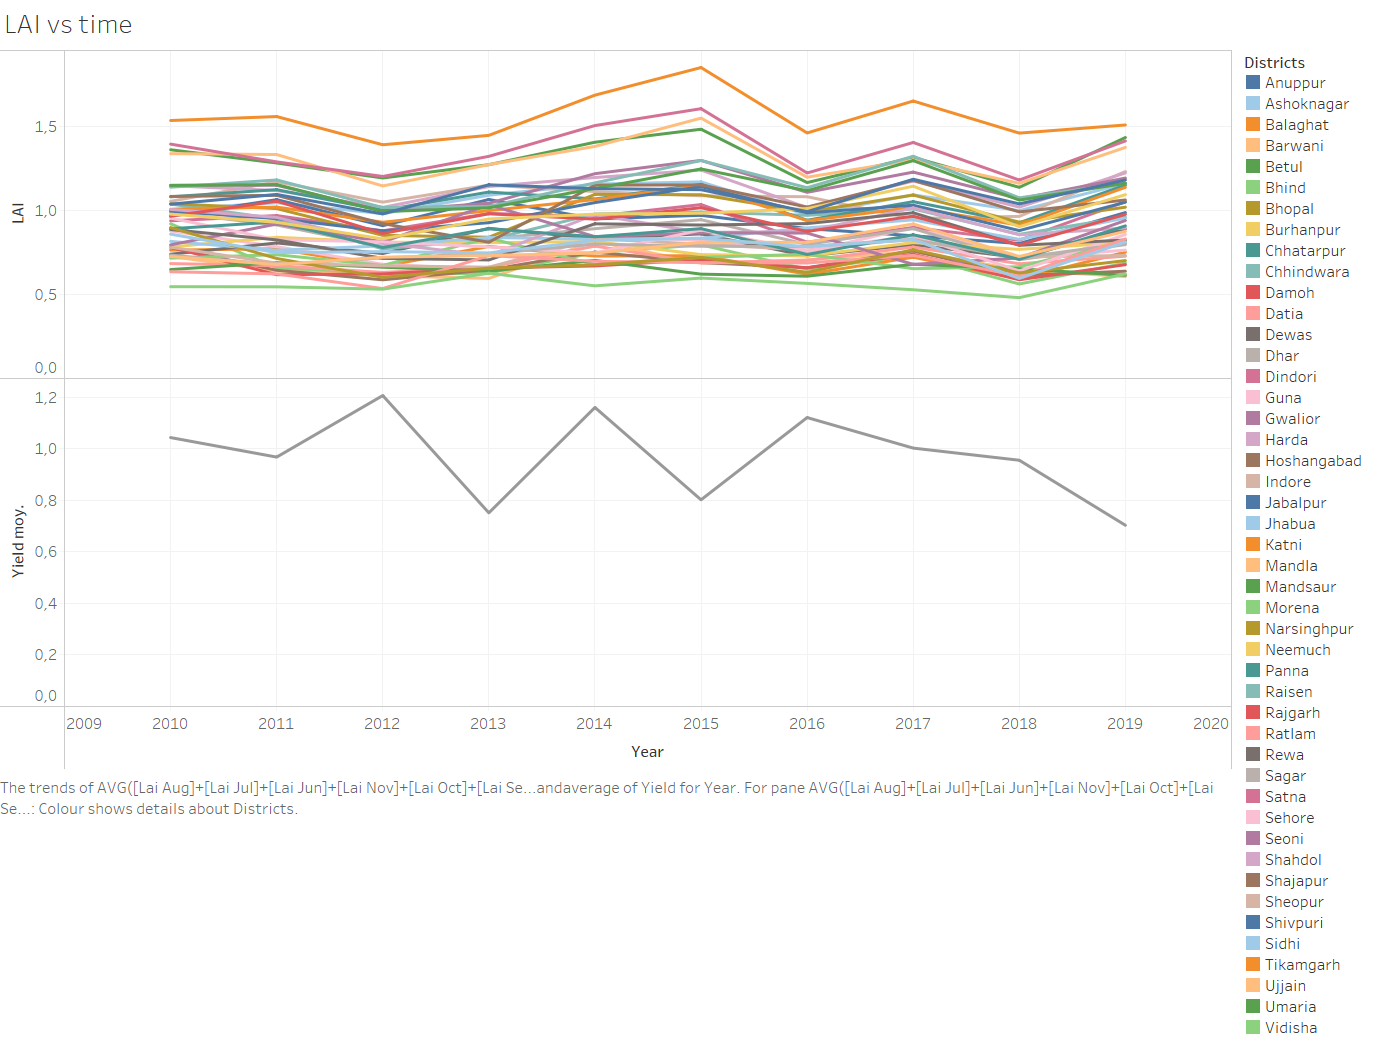 LAI vs time
LAI
1,5
1,0
0,5
0,0
Yield moy.
1,2
1,0
0,8
0,6
0,4
0,2
0,0
2009 2010 2011 2012 2013 2014 2015 2016 2017 2018 2019 2020
Year
The trends of AVG([Lai Aug]+[Lai Jul]+[Lai Jun]+[Lai Nov]+[Lai Oct]+[Lai Se...andaverage of Yield for Year. For pane AVG([Lai Aug]+[Lai Jul]+[Lai Jun]+[Lai Nov]+[Lai Oct]+[Lai
Se...: Colour shows details about Districts.
Districts
Anuppur
Ashoknagar
Balaghat
Barwani
Betul
Bhind
Bhopal
Burhanpur
Chhatarpur
Chhindwara
Damoh
Datia
Dewas
Dhar
Dindori
Guna
Gwalior
Harda
Hoshangabad
Indore
Jabalpur
Jhabua
Katni
Mandla
Mandsaur
Morena
Narsinghpur
Neemuch
Panna
Raisen
Rajgarh
Ratlam
Rewa
Sagar
Satna
Sehore
Seoni
Shahdol
Shajapur
Sheopur
Shivpuri
Sidhi
Tikamgarh
Ujjain
Umaria
Vidisha